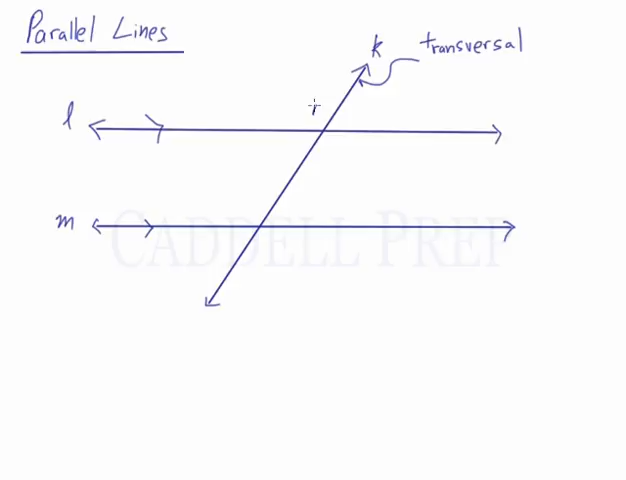 Parallel Lines
k
transversal
l
m
CADDELL PREP